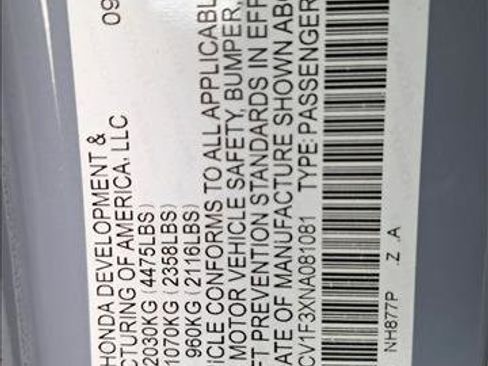 09
HONDA DEVELOPMENT &
CTURING OF AMERICA, LLC
2030KG (4475LBS)
1070KG (2358LBS)
960KG (2116LBS)
ICLE CONFORMS TO ALL APPLICABL
MOTOR VEHICLE SAFETY, BUMPER,
FT PREVENTION STANDARDS IN EFF
ATE OF MANUFACTURE SHOWN ABO
CV1F3XNA081081 TYPE: PASSENGER
NH877P .Z .A